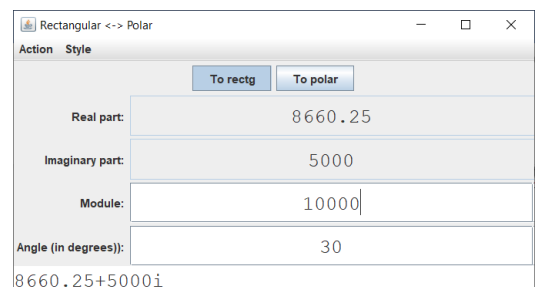 Rectangular <-> Polar
Action Style
To rectg To polar
Real part: 8660.25
Imaginary part: 5000
Module: 10000
Angle (in degrees)): 30
8660.25+5000i